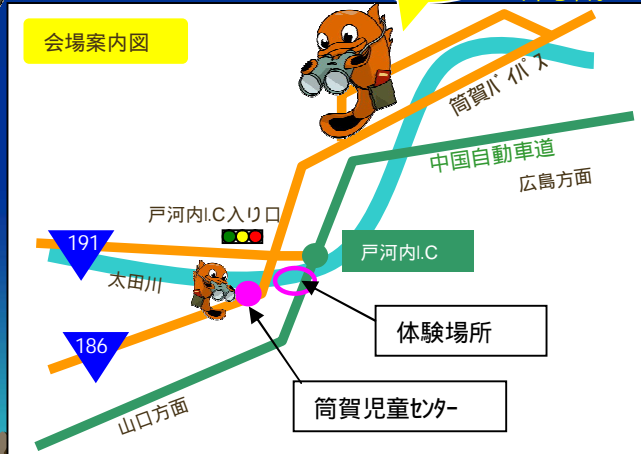 会場案内図
筒賀バイパス
中国自動車道
広島方面
戸河内I.C入り口
191
戸河内I.C
太田川
体験場所
186
筒賀児童センター
山口方面